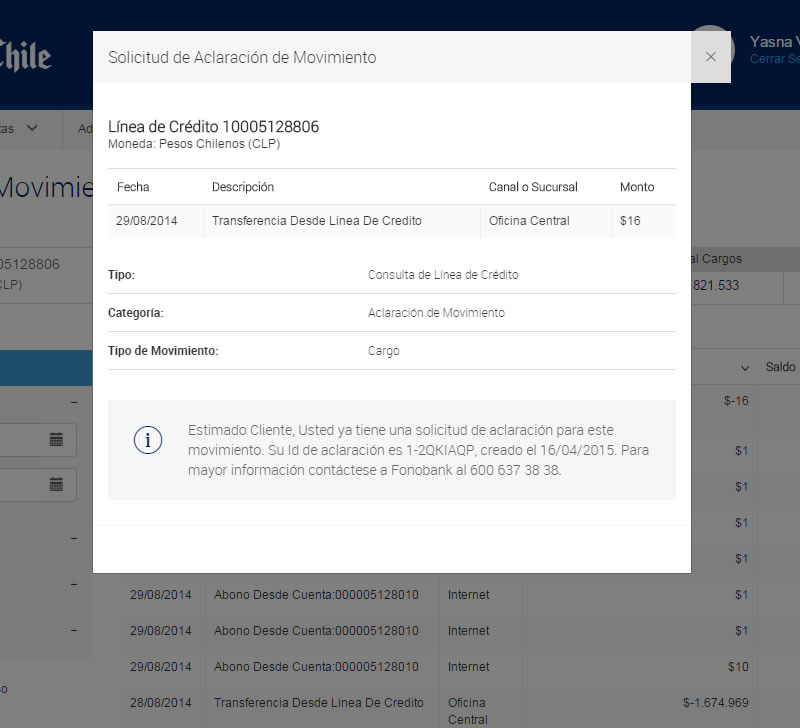 Chile
Yasna V
Cerrar Se
Solicitud de Aclaración de Movimiento
×
tas
Ad
Línea de Crédito 10005128806
Moneda: Pesos Chilenos (CLP)
Movimie
Fecha Descripción Canal o Sucursal Monto
29/08/2014 Transferencia Desde Linea De Credito Oficina Central $16
05128806
CLP)
al Cargos
821.533
Tipo: Consulta de Línea de Crédito
Categoría: Aclaración de Movimiento
Tipo de Movimiento: Cargo
Saldo
$-16
Estimado Cliente, Usted ya tiene una solicitud de aclaración para este
movimiento. Su Id de aclaración es 1-2QKIAQP, creado el 16/04/2015. Para
mayor información contáctese a Fonobank al 600 637 38 38.
$1
$1
$1
$1
29/08/2014 Abono Desde Cuenta:000005128010 Internet $1
29/08/2014 Abono Desde Cuenta:000005128010 Internet $1
29/08/2014 Abono Desde Cuenta:000005128010 Internet $10
so
28/08/2014 Transferencia Desde Linea De Credito Oficina $-1.674.969
Central